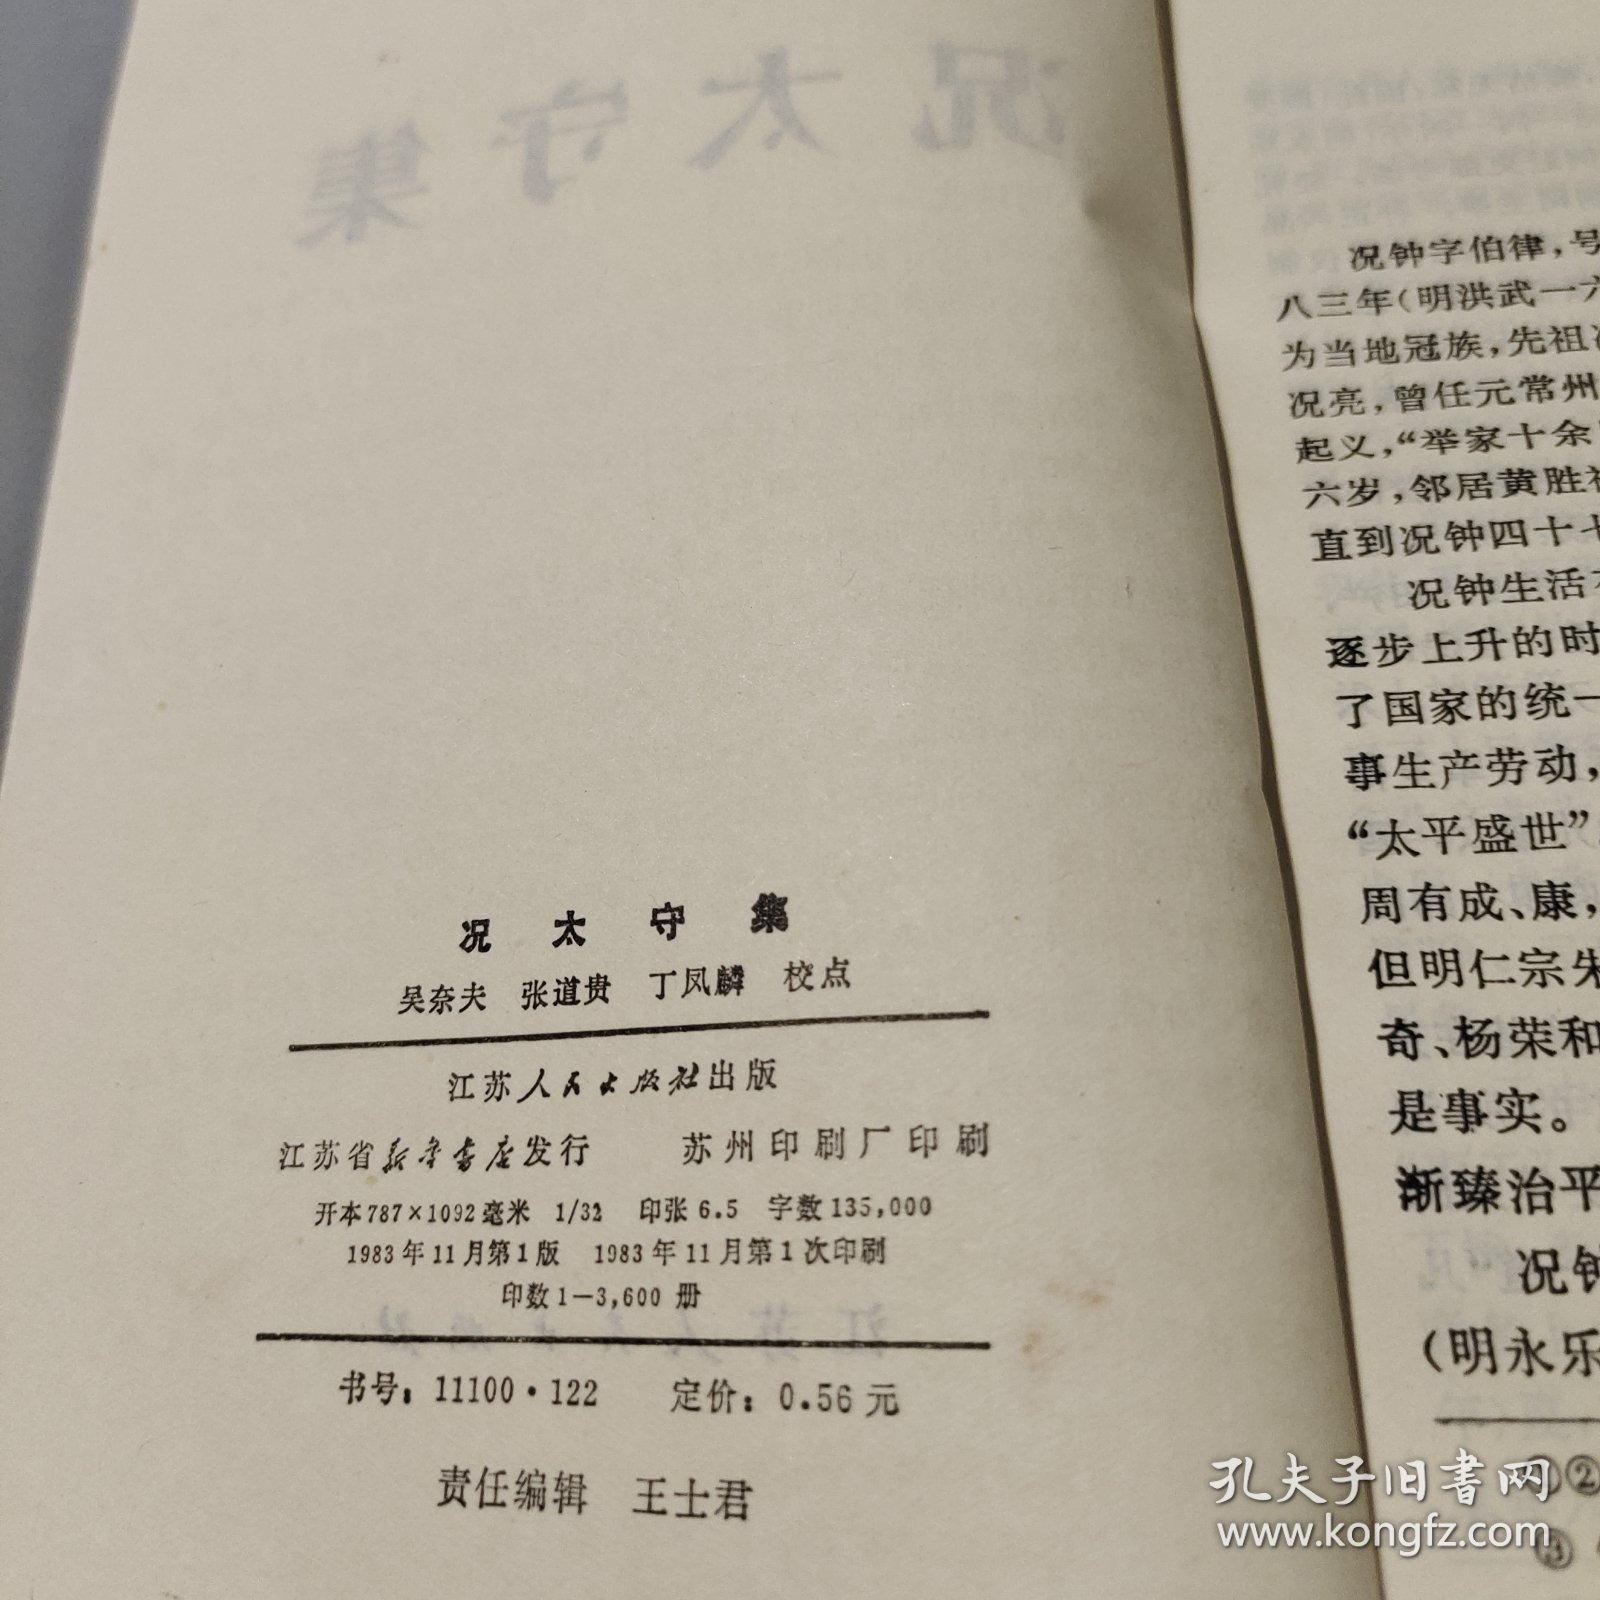 况太守集
况 太 守 集
吴奈夫 张道贵 丁凤麟 校点
江苏人民出版社出版
江苏省新华书店发行 苏州印刷厂印刷
开本787×1092毫米 1/32 印张6.5 字数135,000
1983年11月第1版 1983年11月第1次印刷
印数1—3,600册
书号：11100·122 定价：0.56元
责任编辑 王士君
况钟字伯律，号
八三年（明洪武一六
为当地冠族，先祖
况亮，曾任元常州
起义，“举家十余
六岁，邻居黄胜祖
直到况钟四十七
况钟生活在
逐步上升的时
了国家的统一
事生产劳动，
“太平盛世”
周有成、康，
但明仁宗朱
奇、杨荣和
是事实。
渐臻治平
况钟
（明永乐
①②
③
孔夫子旧书网
www.kongfz.com